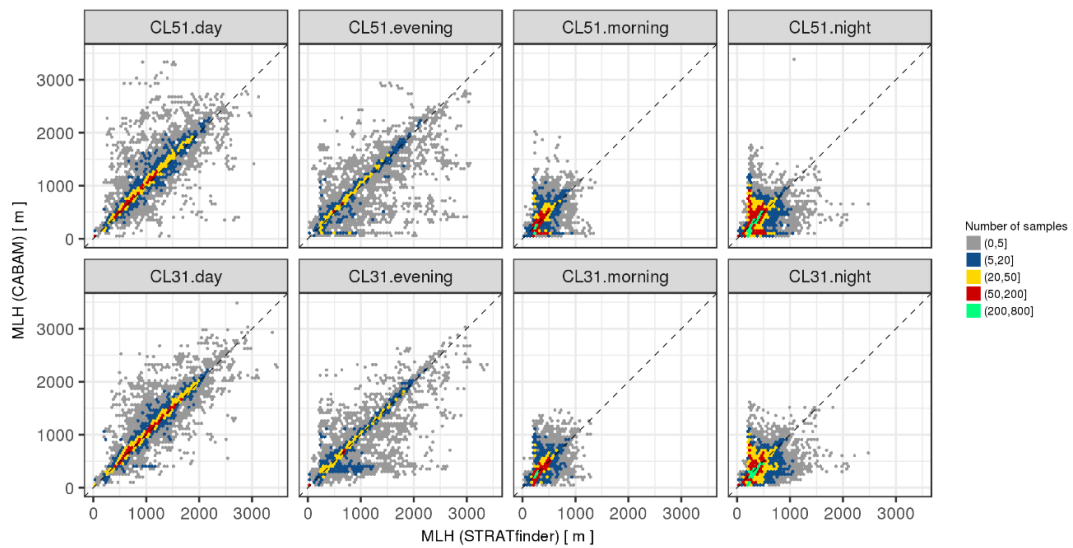 CL51.day CL51.evening CL51.morning CL51.night
3000
2000
1000
0
CL31.day CL31.evening CL31.morning CL31.night
3000
2000
1000
0
0 1000 2000 3000 0 1000 2000 3000 0 1000 2000 3000 0 1000 2000 3000
MLH (STRATfinder) [ m ]
MLH (CABAM) [ m ]
Number of samples
(0,5]
(5,20]
(20,50]
(50,200]
(200,800]